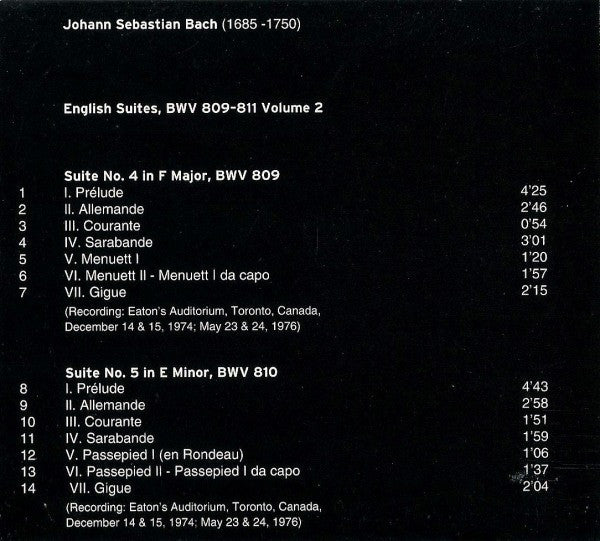 Johann Sebastian Bach (1685 -1750)
English Suites, BWV 809-811 Volume 2
Suite No. 4 in F Major, BWV 809
1 I. Prélude 4'25
2 II. Allemande 2'46
3 III. Courante 0'54
4 IV. Sarabande 3'01
5 V. Menuett I 1'20
6 VI. Menuett II - Menuett I da capo 1'57
7 VII. Gigue 2'15
(Recording: Eaton's Auditorium, Toronto, Canada,
December 14 & 15, 1974; May 23 & 24, 1976)
Suite No. 5 in E Minor, BWV 810
8 I. Prélude 4'43
9 II. Allemande 2'58
10 III. Courante 1'51
11 IV. Sarabande 1'59
12 V. Passepied I (en Rondeau) 1'06
13 VI. Passepied II - Passepied I da capo 1'37
14 VII. Gigue 2'04
(Recording: Eaton's Auditorium, Toronto, Canada,
December 14 & 15, 1974; May 23 & 24, 1976)